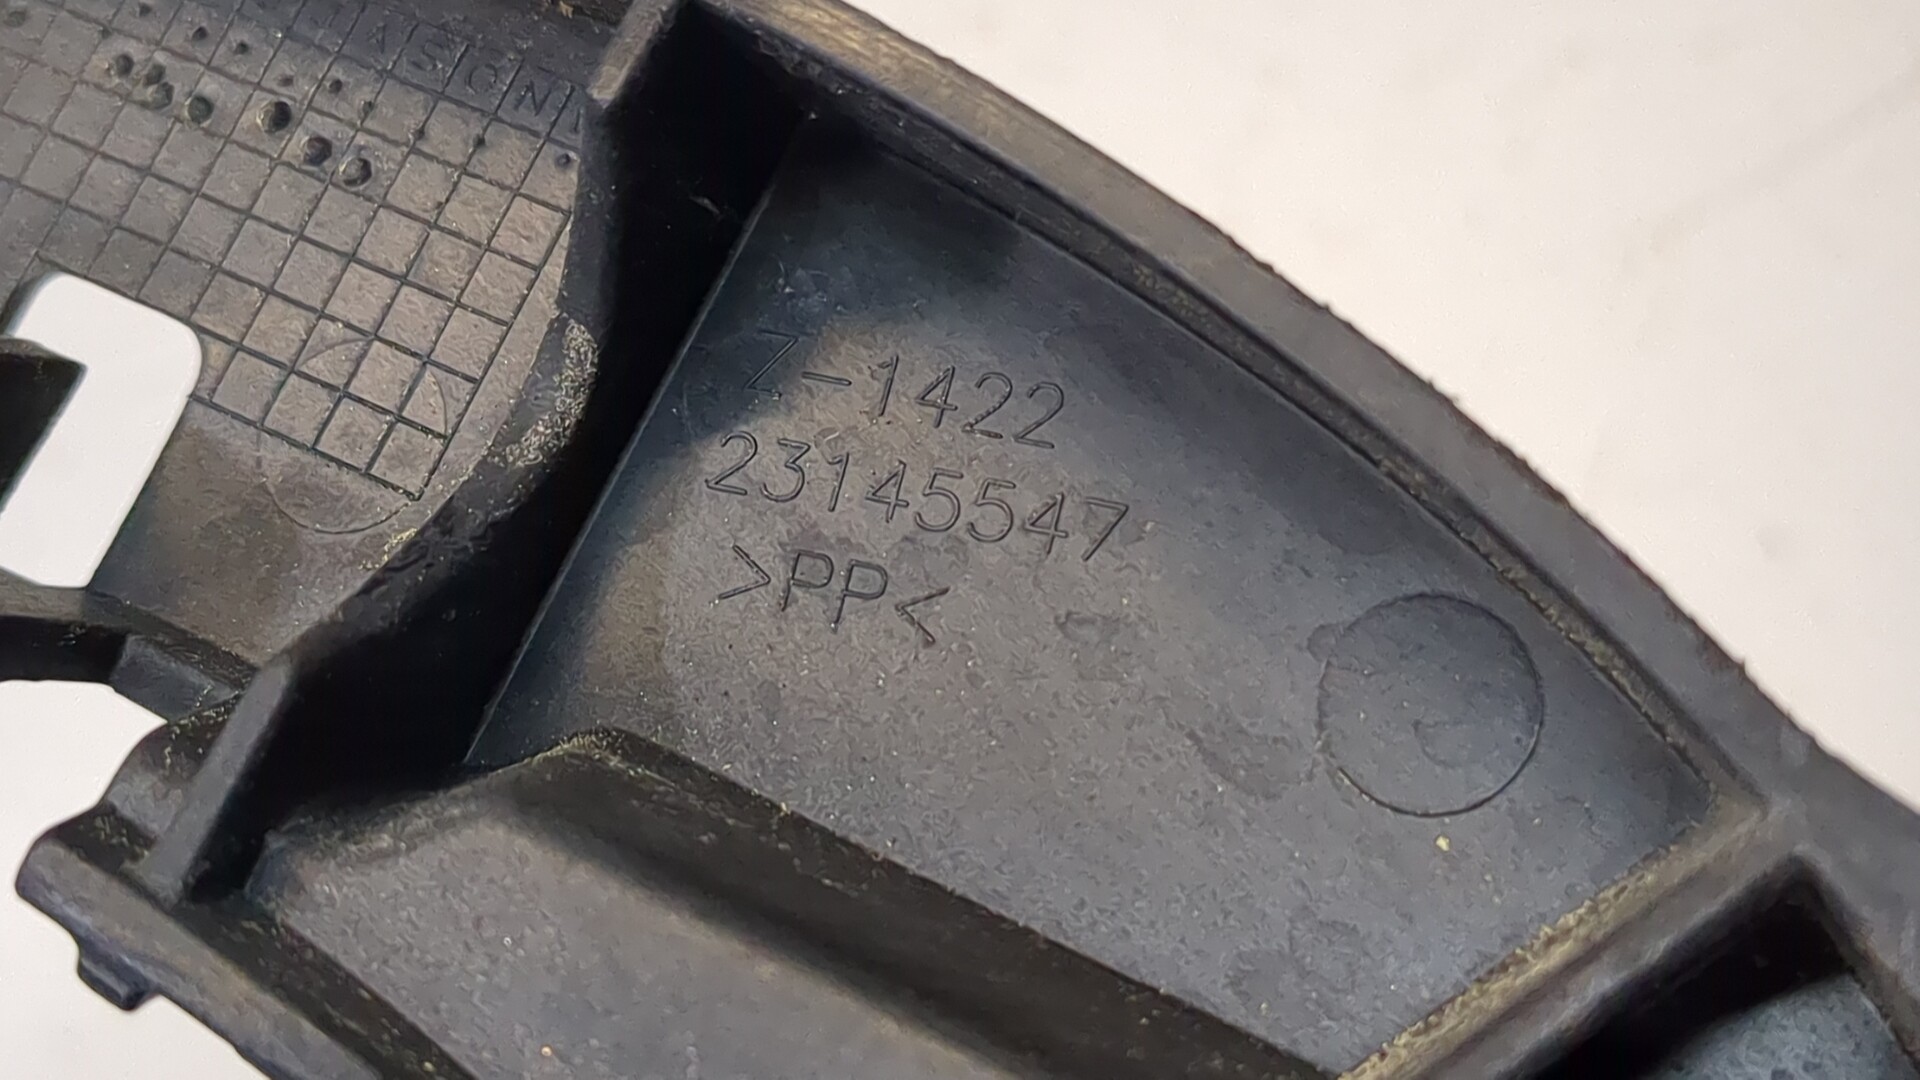 J A S O N
Z-1422
23145547
>PP<